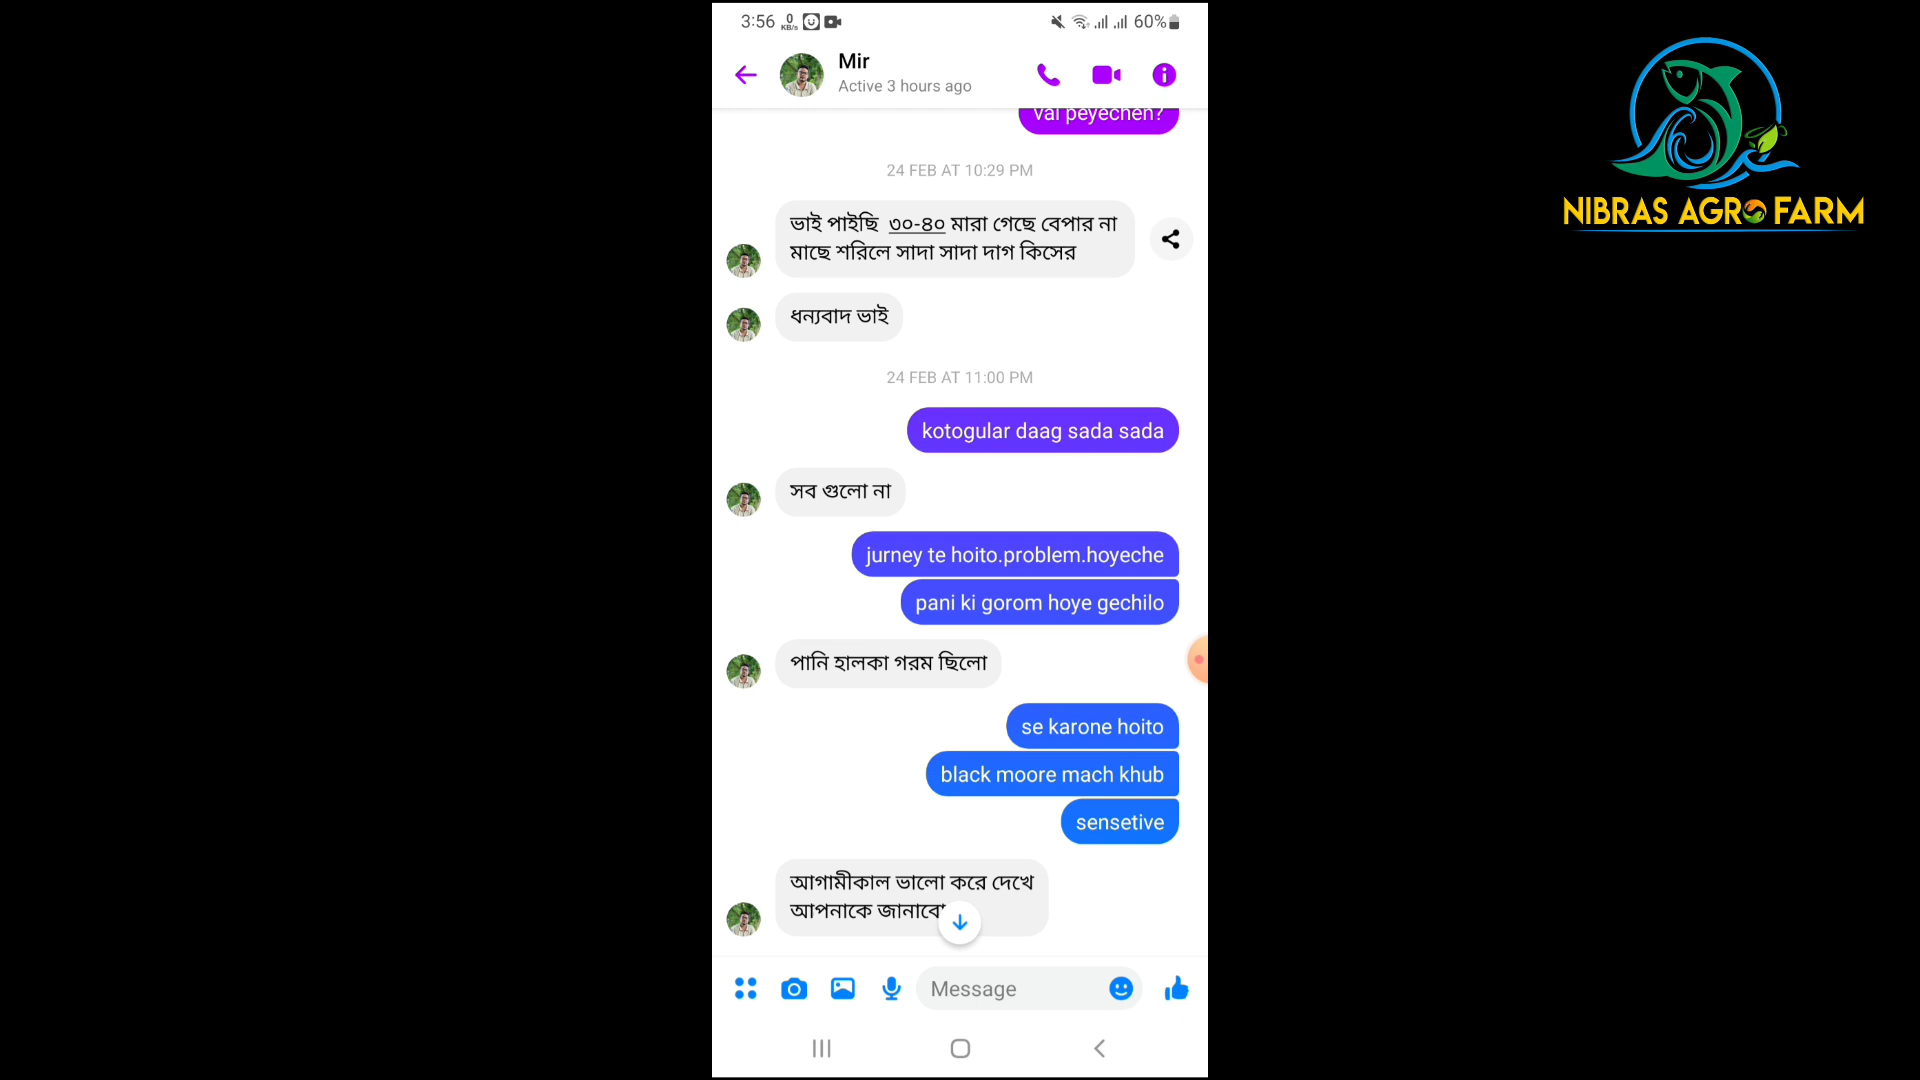 3:56 0 KB/s 60%
Mir
Active 3 hours ago
Vai peyechen?
24 FEB AT 10:29 PM
ভাই পাইছি ৩০-৪০ মারা গেছে বেপার না
মাছে শরিলে সাদা সাদা দাগ কিসের
ধন্যবাদ ভাই
24 FEB AT 11:00 PM
kotogular daag sada sada
সব গুলো না
jurney te hoito.problem.hoyeche
pani ki gorom hoye gechilo
পানি হালকা গরম ছিলো
se karone hoito
black moore mach khub
sensetive
আগামীকাল ভালো করে দেখে
আপনাকে জানাবো
Message
NIBRAS AGRO FARM